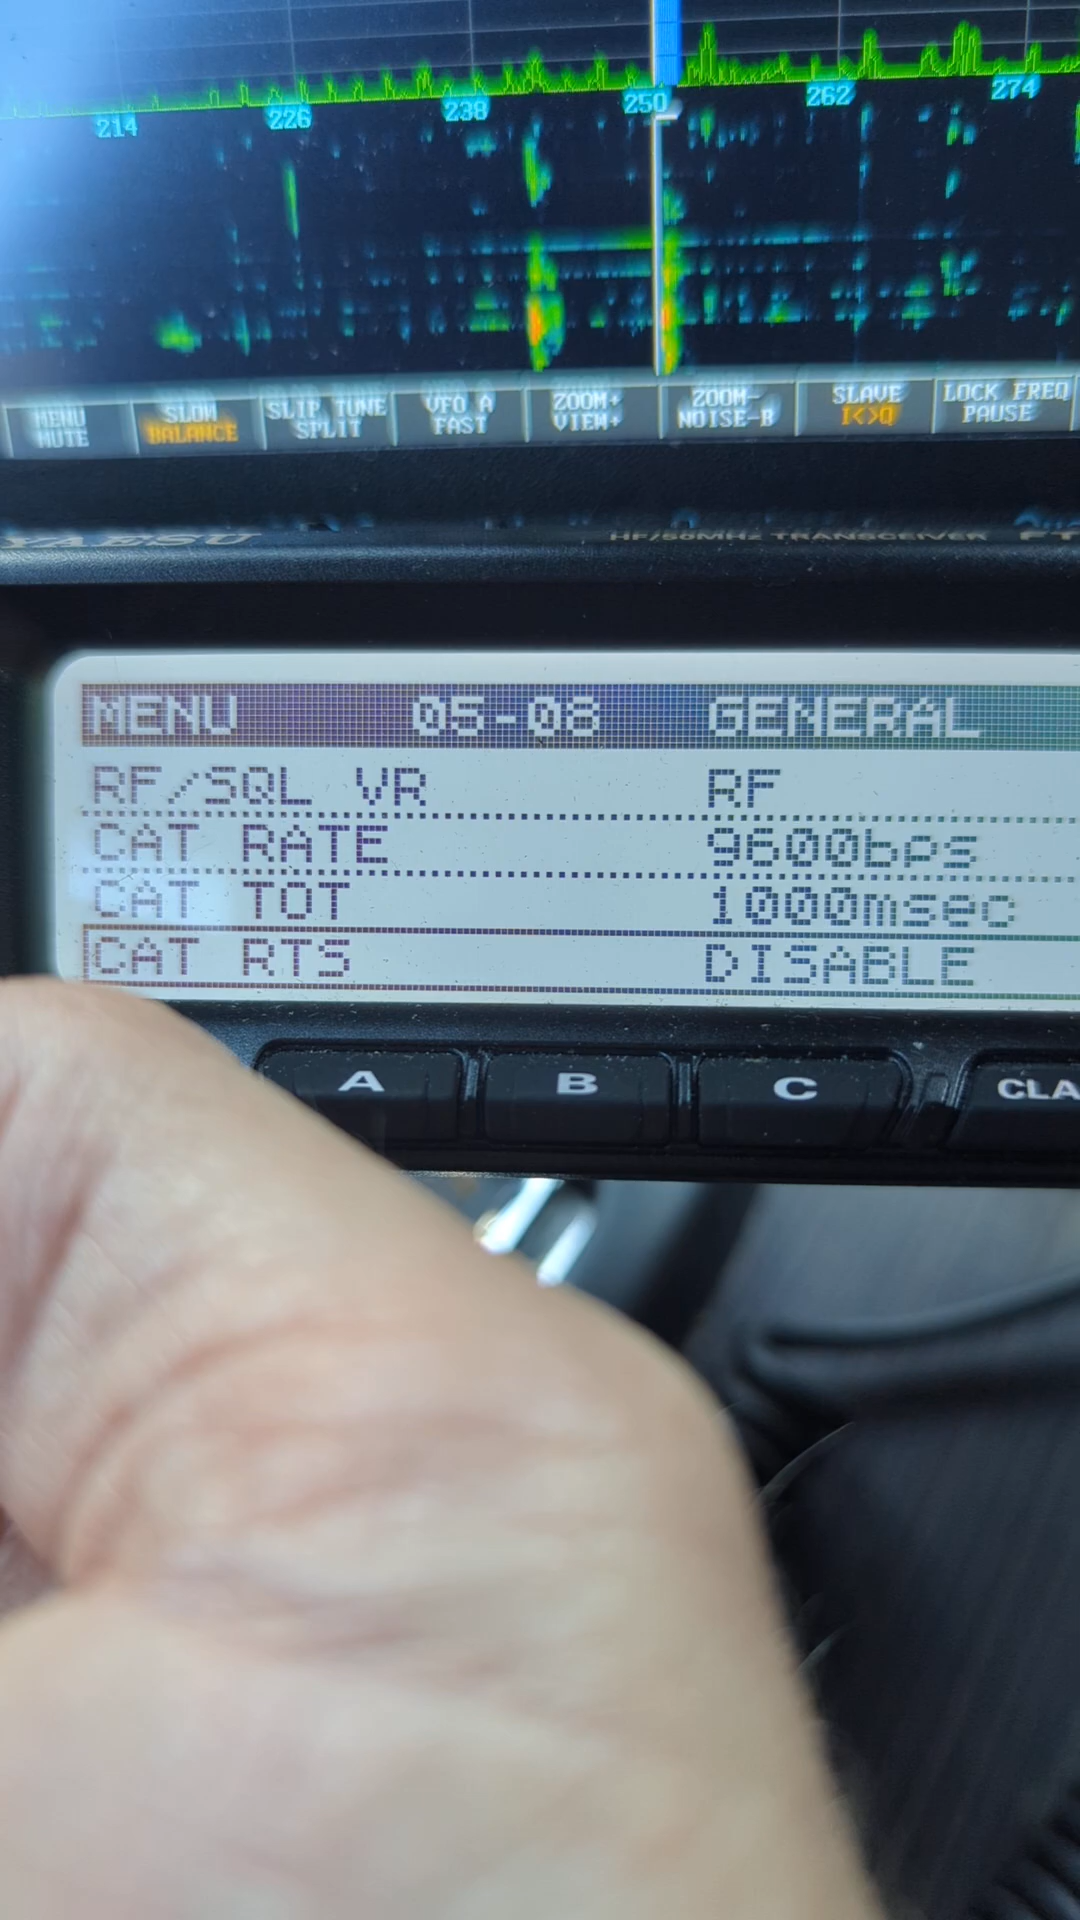 214 226 238 250 262 274
MENU SLOW SLIP TUNE VFO A ZOOM+ ZOOM- SLAVE LOCK FREQ
MUTE BALANCE SPLIT FAST VIEW+ NOISE-B I<>Q PAUSE
YAESU HF/50MHz TRANSCEIVER FT
MENU 05-08 GENERAL
RF/SQL VR RF
CAT RATE 9600bps
CAT TOT 1000msec
CAT RTS DISABLE
A B C CLA